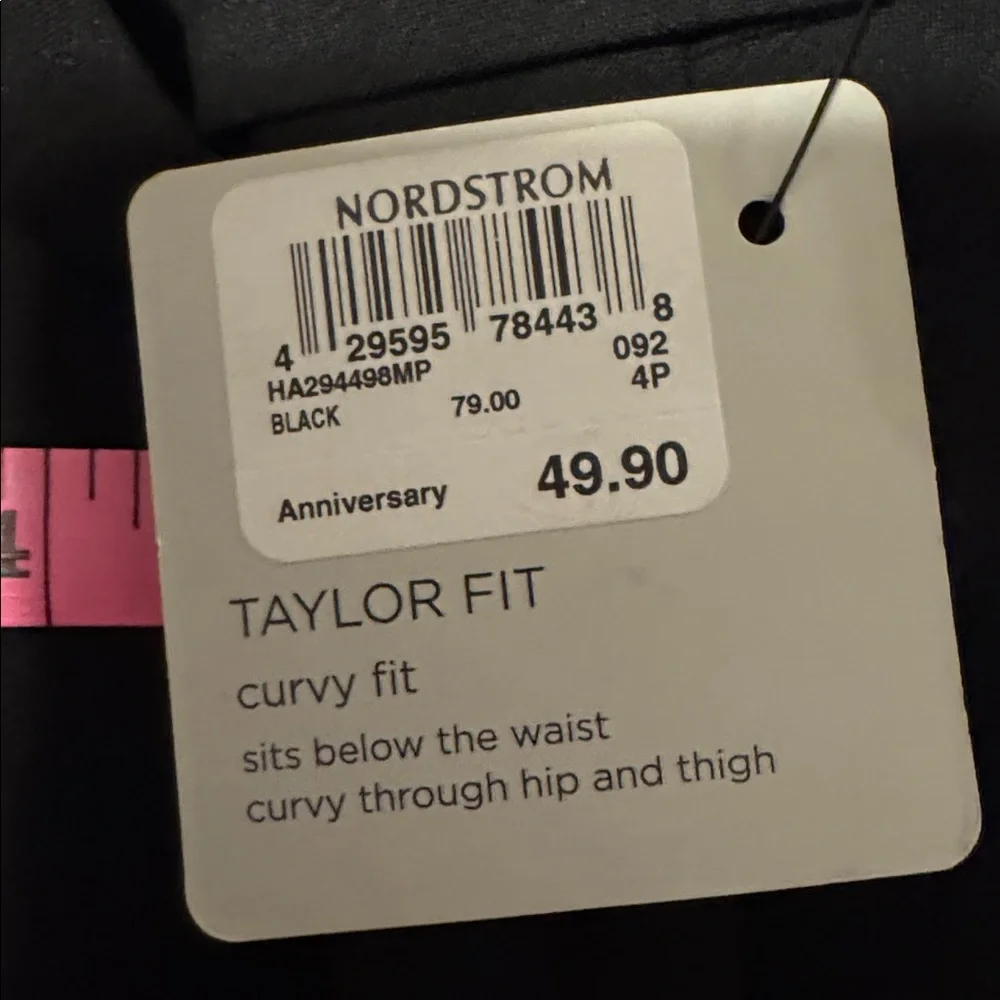 NORDSTROM
4 29595 78443 8
HA294498MP 092
BLACK 79.00 4P
Anniversary 49.90
TAYLOR FIT
curvy fit
sits below the waist
curvy through hip and thigh
4